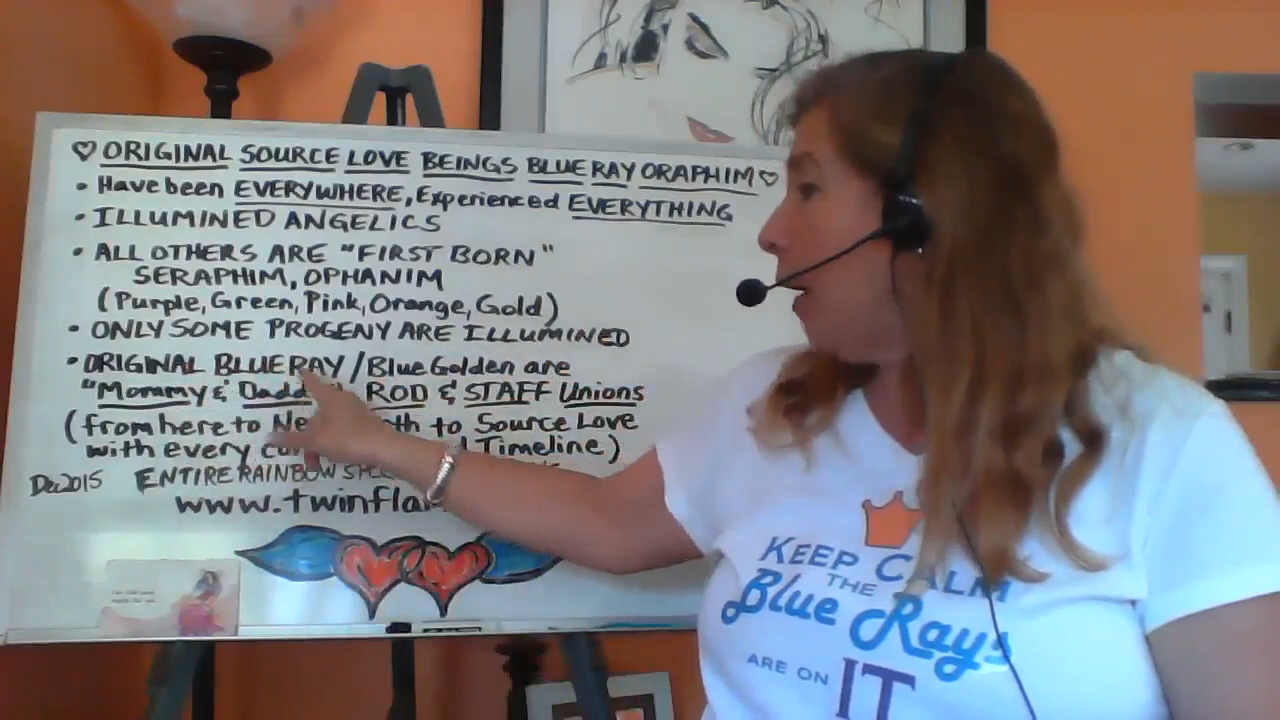 ♡ ORIGINAL SOURCE LOVE BEINGS BLUE RAY ORAPHIM ♡
• Have been EVERYWHERE, Experienced EVERYTHING
• ILLUMINED ANGELICS
• ALL OTHERS ARE "FIRST BORN"
SERAPHIM, OPHANIM
(Purple, Green, Pink, Orange, Gold)
• ONLY SOME PROGENY ARE ILLUMINED
• ORIGINAL BLUE RAY / Blue Golden are
"Mommy & ROD & STAFF Unions
(from here to to Source Love
with every Timeline)
Dec 2015 ENTIRE RAINBOW
www.twinfla
KEEP CALM
THE
Blue Rays
ARE ON IT